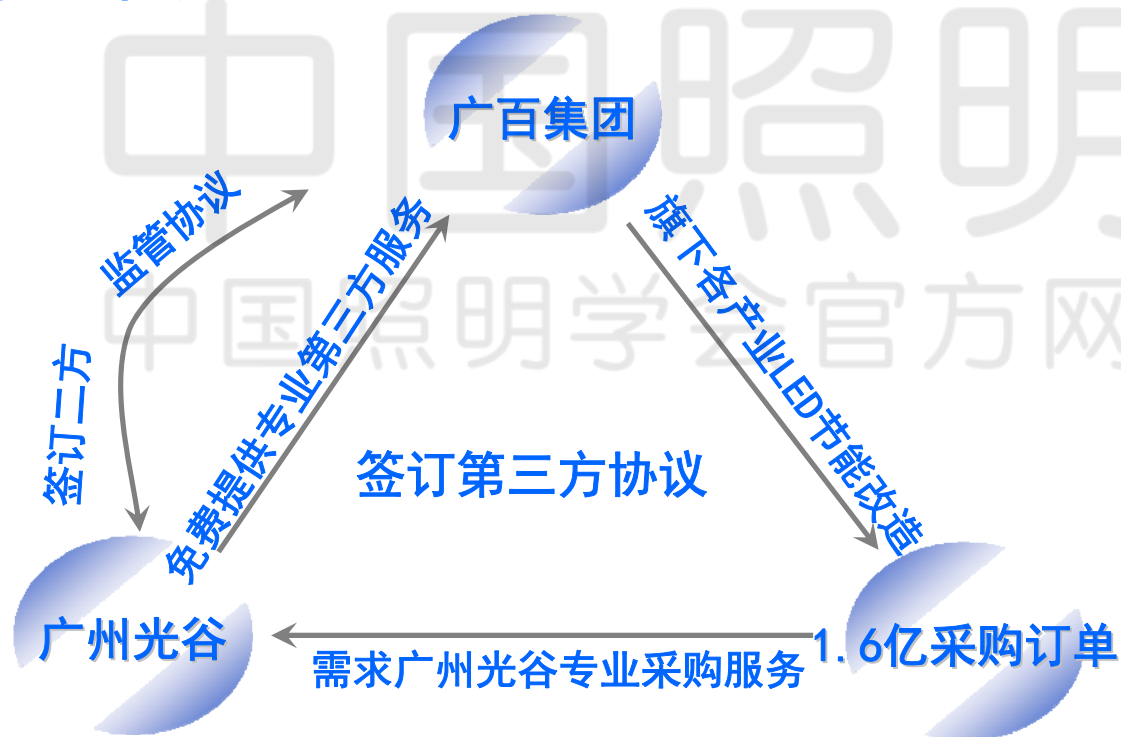 中国照明
广百集团
监管协议
签订二方
免费提供专业第三方服务
旗下各产业LED节能改造
中国照明学会官方网
签订第三方协议
广州光谷
1.6亿采购订单
需求广州光谷专业采购服务